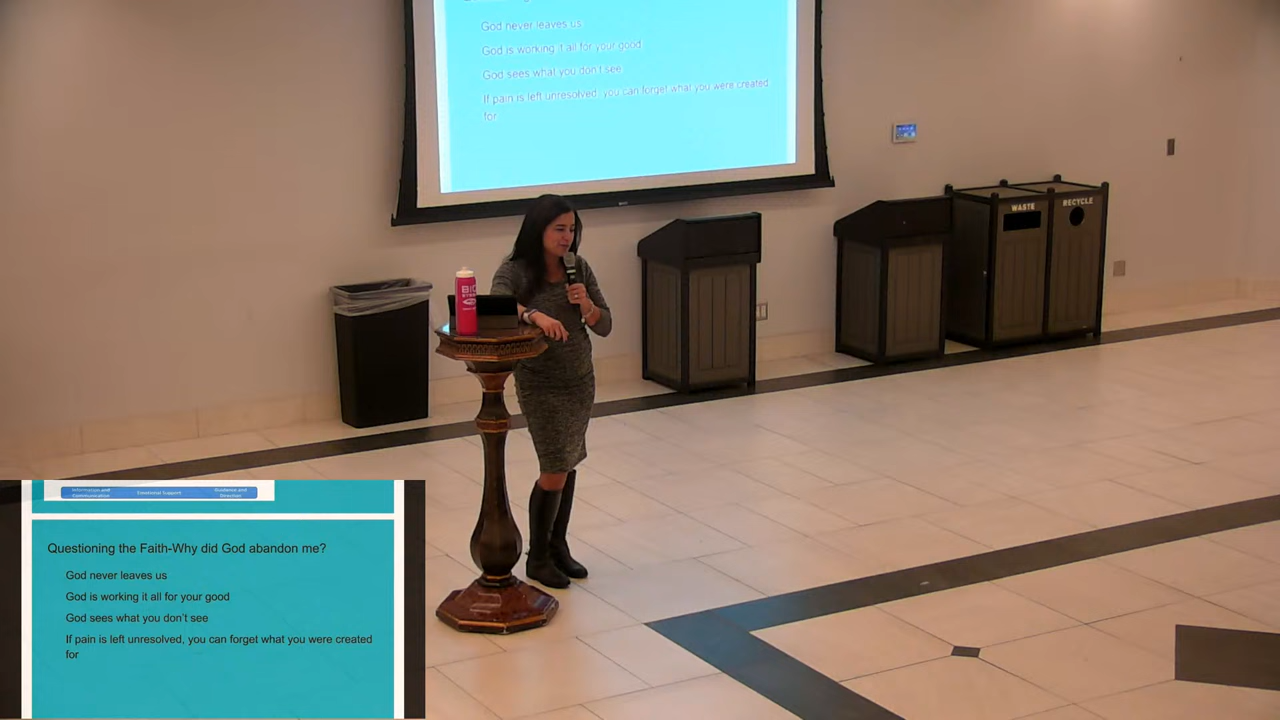 God never leaves us
God is working it all for your good
God sees what you don't see
If pain is left unresolved, you can forget what you were created
for
WASTE
RECYCLE
BIG
Information and
Communication
Emotional Support
Guidance and
Direction
Questioning the Faith-Why did God abandon me?
God never leaves us
God is working it all for your good
God sees what you don't see
If pain is left unresolved, you can forget what you were created
for